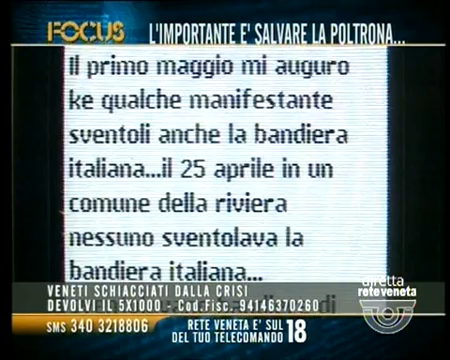 FOCUS L'IMPORTANTE E' SALVARE LA POLTRONA...
Il primo maggio mi auguro
ke qualche manifestante
sventoli anche la bandiera
italiana...il 25 aprile in un
comune della riviera
nessuno sventolava la
bandiera italiana...
diretta
reteveneta
VENETI SCHIACCIATI DALLA CRISI
DEVOLVI IL 5X1000 - Cod.Fisc. 94146370260
di
SMS 340 3218806 RETE VENETA E' SUL 18
DEL TUO TELECOMANDO